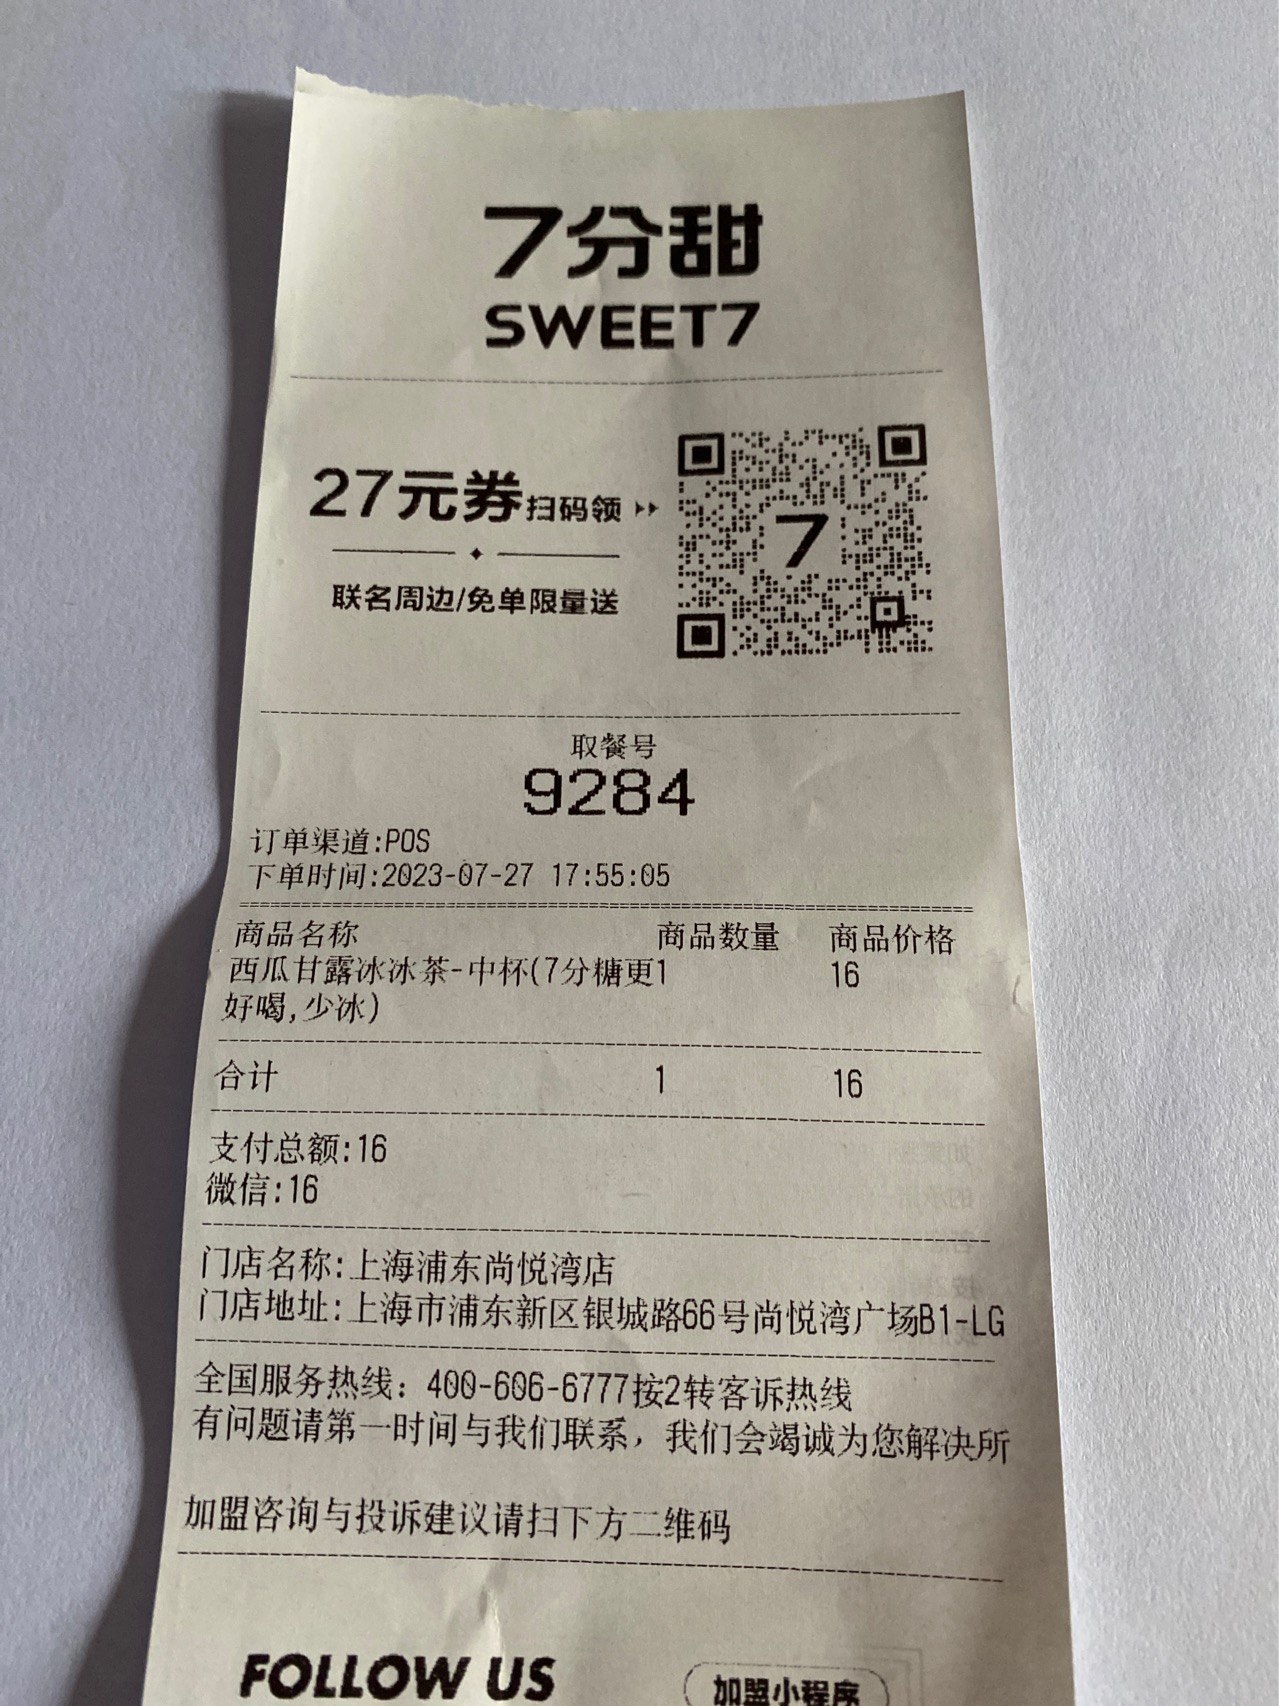 7分甜
SWEET7
27元券扫码领
联名周边/免单限量送
7
取餐号
9284
订单渠道:POS
下单时间:2023-07-27 17:55:05
商品名称 商品数量 商品价格
西瓜甘露冰冰茶-中杯(7分糖更1 16
好喝,少冰)
合计 1 16
支付总额:16
微信:16
门店名称:上海浦东尚悦湾店
门店地址:上海市浦东新区银城路66号尚悦湾广场B1-LG
全国服务热线：400-606-6777按2转客诉热线
有问题请第一时间与我们联系，我们会竭诚为您解决所
加盟咨询与投诉建议请扫下方二维码
FOLLOW US
加盟小程序